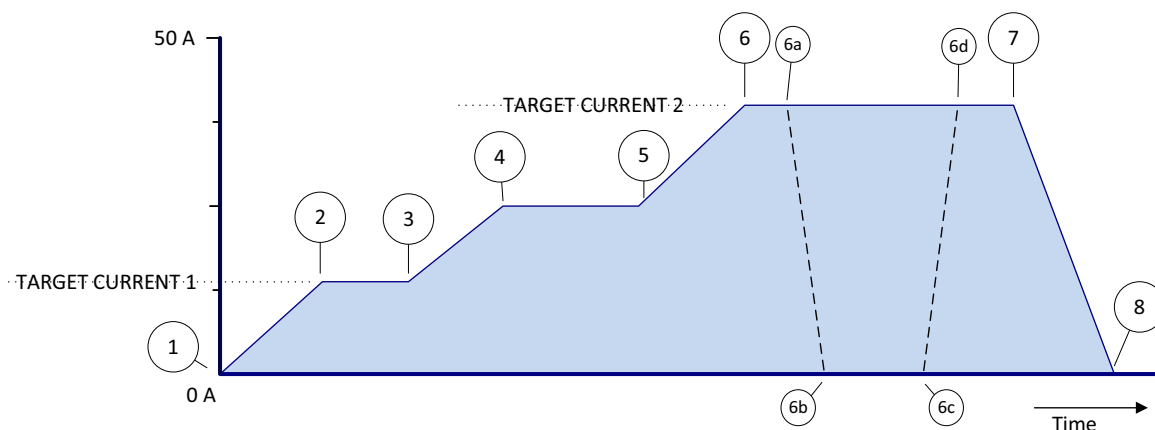 50 A
6
6a
6d
7
TARGET CURRENT 2
4
5
2
3
TARGET CURRENT 1
8
1
0 A
6b
6c
Time